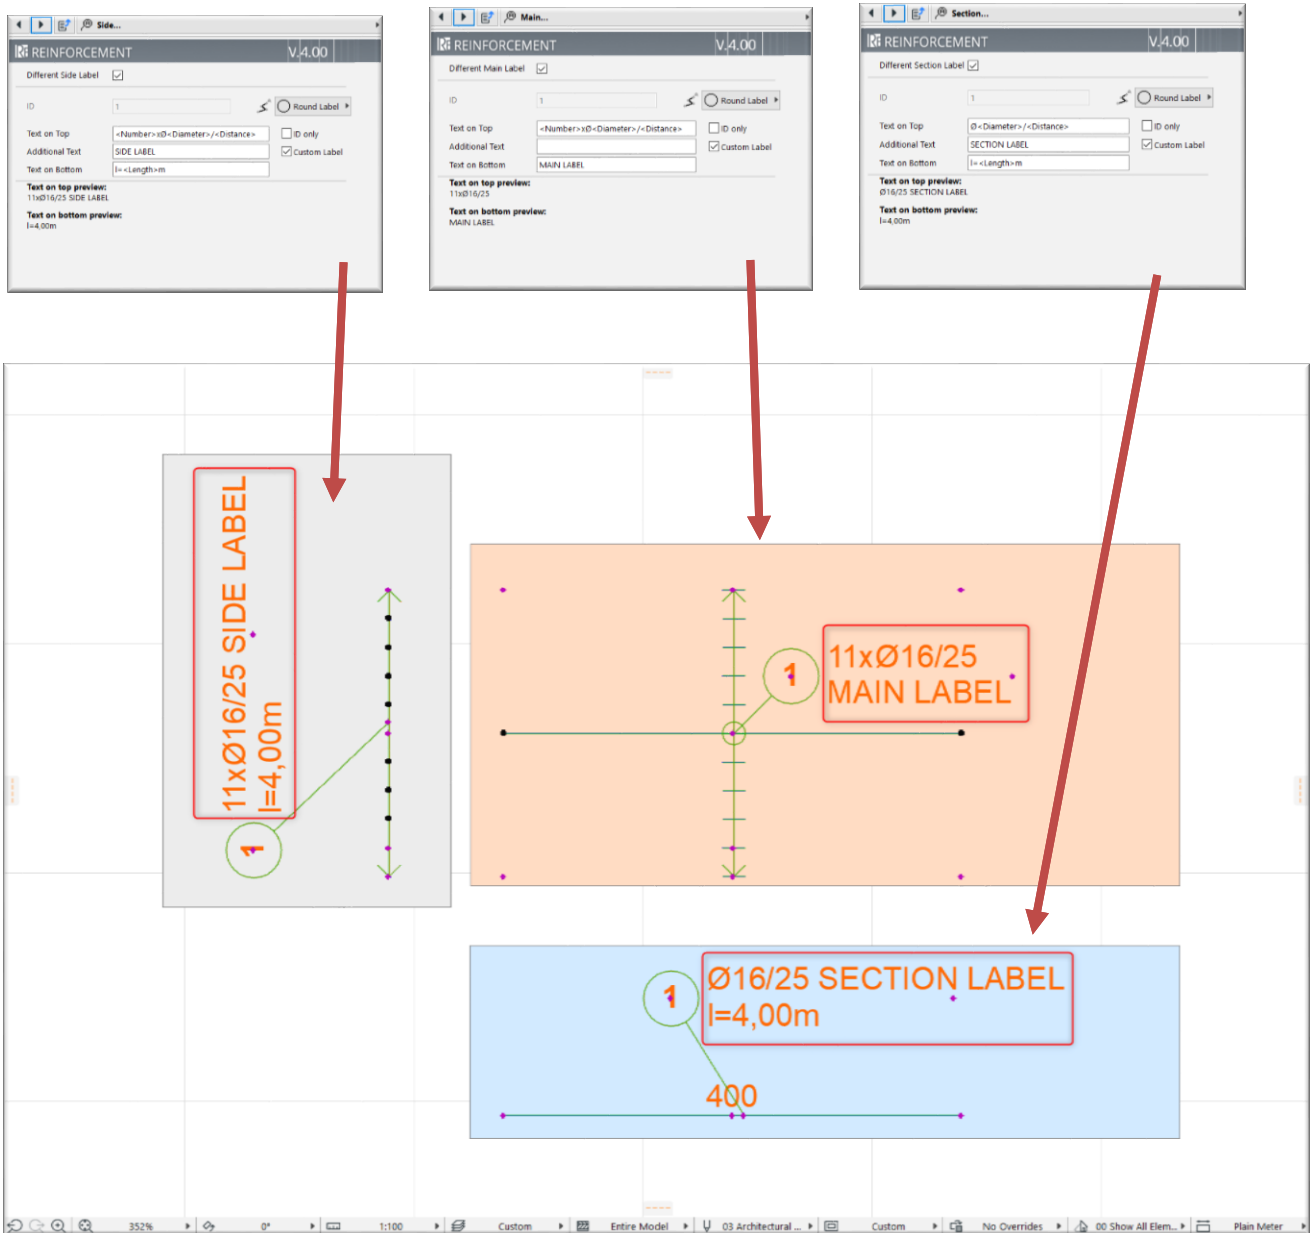 Side...
REINFORCEMENT V.4.00
Different Side Label
ID 1 Round Label
Text on Top <Number>xØ<Diameter>/<Distance> ID only
Additional Text SIDE LABEL Custom Label
Text on Bottom l=<Length>m
Text on top preview:
11xØ16/25 SIDE LABEL
Text on bottom preview:
l=4,00m
Main...
REINFORCEMENT V.4.00
Different Main Label
ID 1 Round Label
Text on Top <Number>xØ<Diameter>/<Distance> ID only
Additional Text Custom Label
Text on Bottom MAIN LABEL
Text on top preview:
11xØ16/25
Text on bottom preview:
MAIN LABEL
Section...
REINFORCEMENT V.4.00
Different Section Label
ID 1 Round Label
Text on Top Ø<Diameter>/<Distance> ID only
Additional Text SECTION LABEL Custom Label
Text on Bottom l=<Length>m
Text on top preview:
Ø16/25 SECTION LABEL
Text on bottom preview:
l=4,00m
11xØ16/25 SIDE LABEL
l=4,00m
1
1
11xØ16/25
MAIN LABEL
1
Ø16/25 SECTION LABEL
l=4,00m
400
352% 0° 1:100 Custom Entire Model 03 Architectural ... Custom No Overrides 00 Show All Elem... Plain Meter